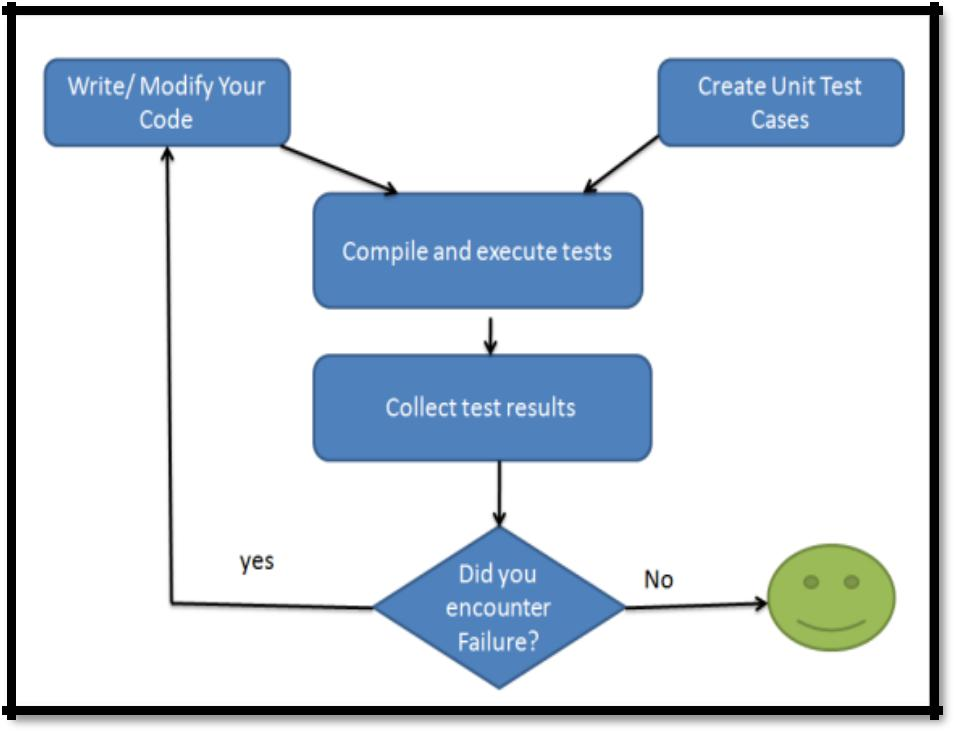 Write/ Modify Your
Code
Create Unit Test
Cases
Compile and execute tests
Collect test results
Did you
encounter
Failure?
yes
No